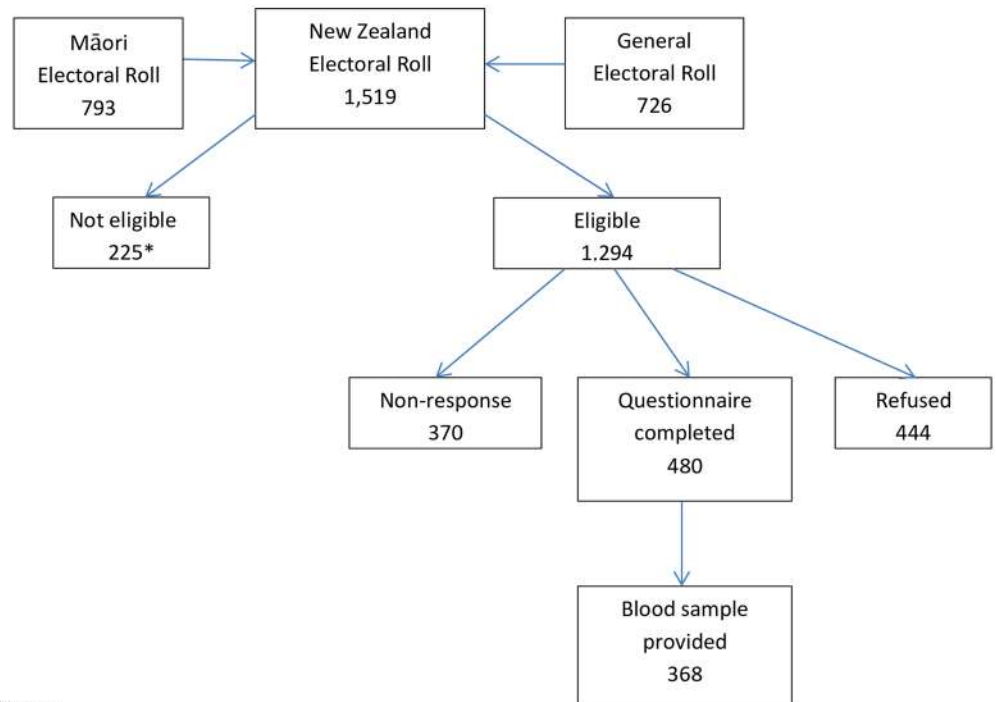 Māori
Electoral Roll
793
New Zealand
Electoral Roll
1,519
General
Electoral Roll
726
Not eligible
225*
Eligible
1.294
Non-response
370
Questionnaire
completed
480
Refused
444
Blood sample
provided
368